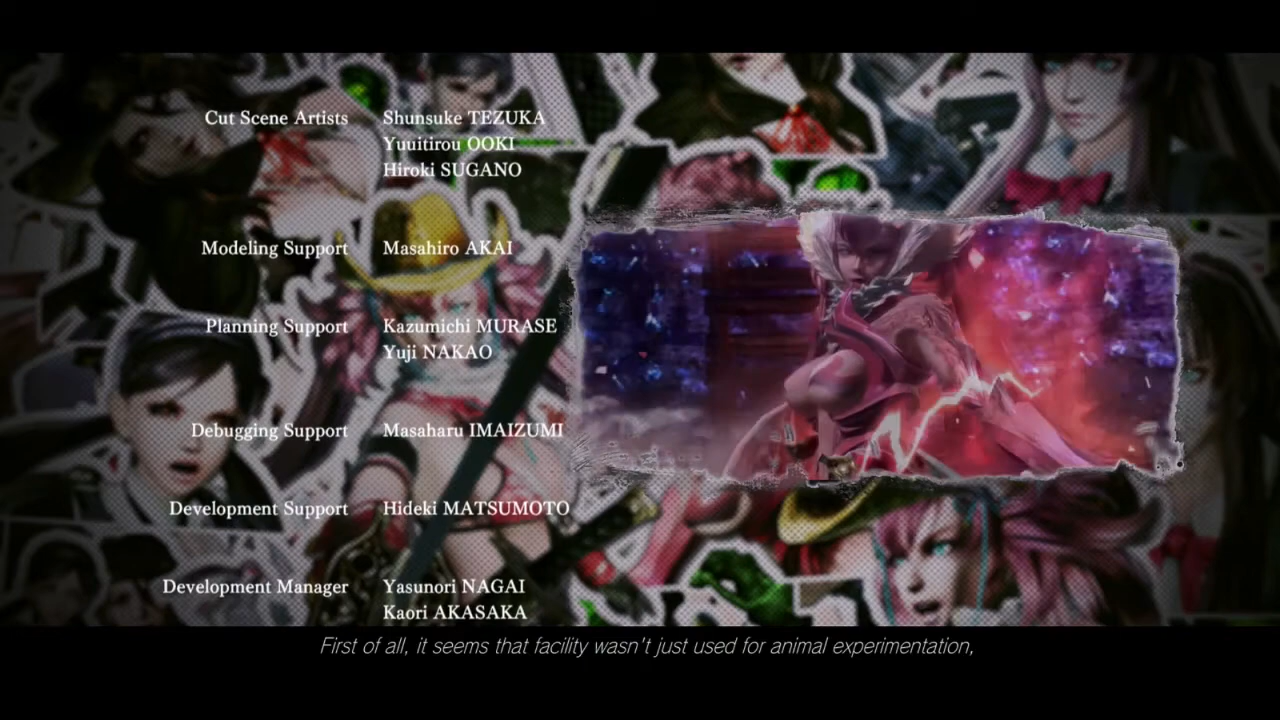 Cut Scene Artists Shunsuke TEZUKA
Yuuitirou OOKI
Hiroki SUGANO
Modeling Support Masahiro AKAI
Planning Support Kazumichi MURASE
Yuji NAKAO
Debugging Support Masaharu IMAIZUMI
Development Support Hideki MATSUMOTO
Development Manager Yasunori NAGAI
Kaori AKASAKA
First of all, it seems that facility wasn't just used for animal experimentation,